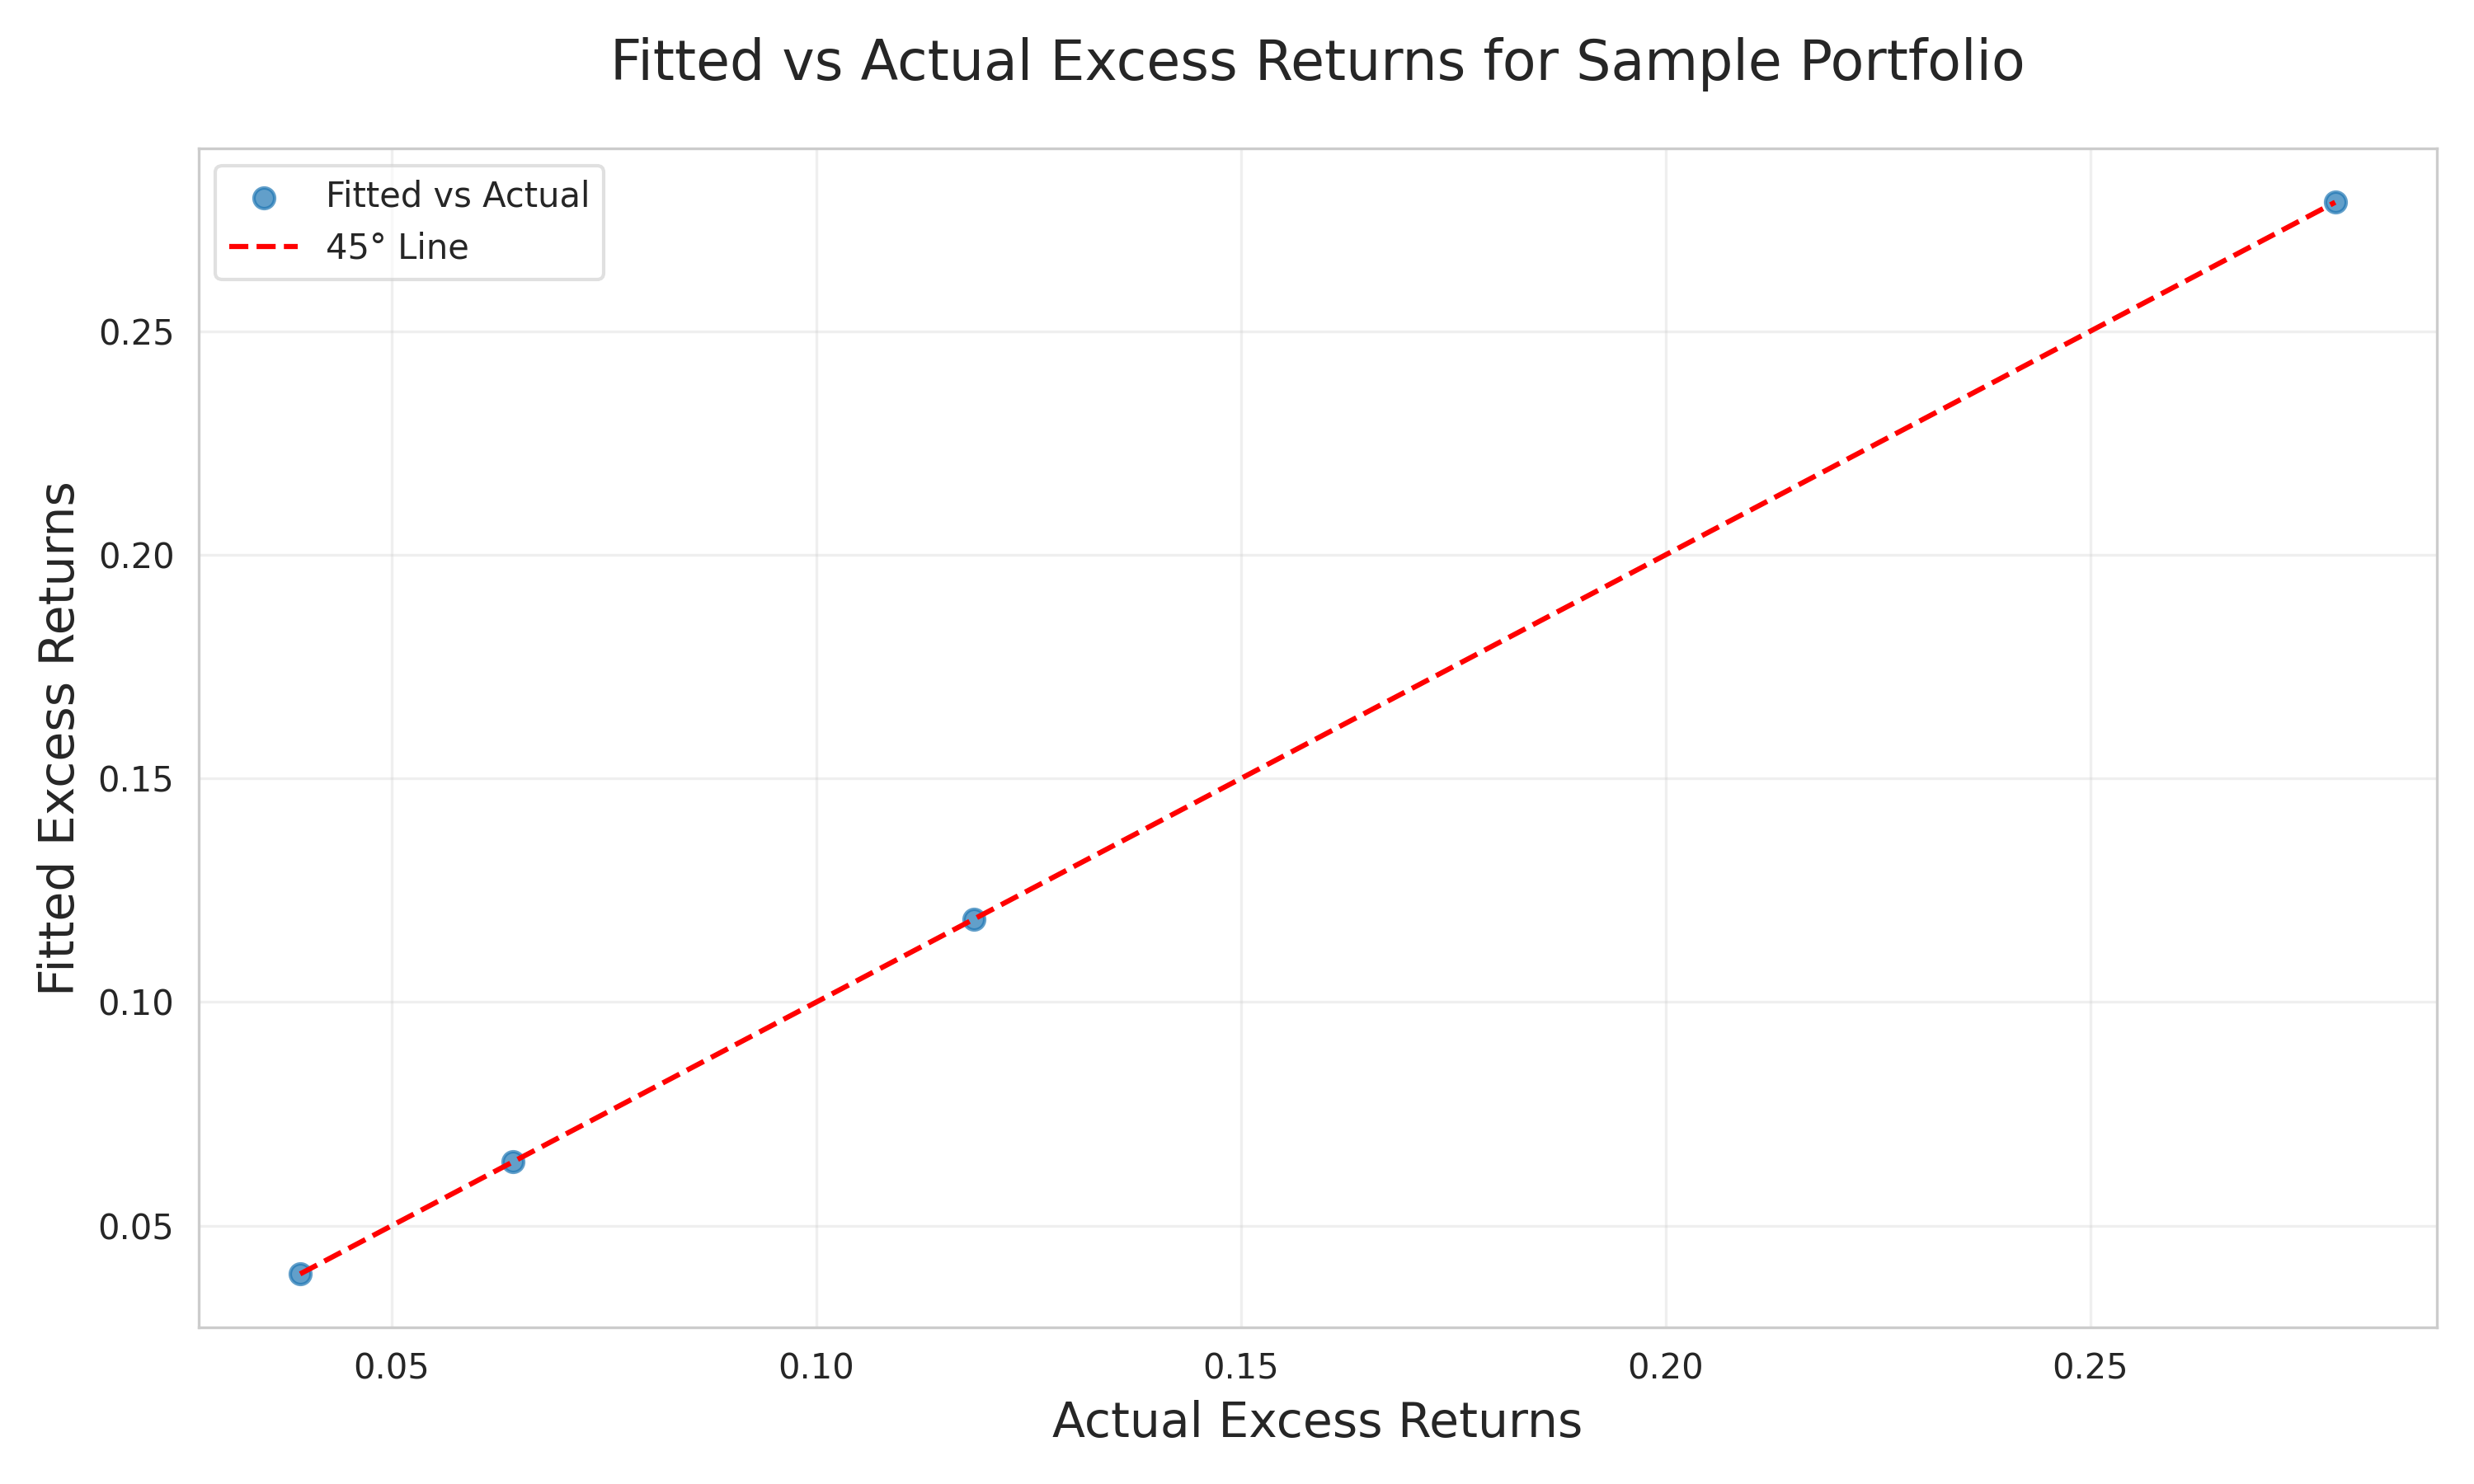 Fitted vs Actual Excess Returns for Sample Portfolio
Fitted vs Actual
45° Line
Fitted Excess Returns
0.25
0.20
0.15
0.10
0.05
0.05
0.10
0.15
0.20
0.25
Actual Excess Returns